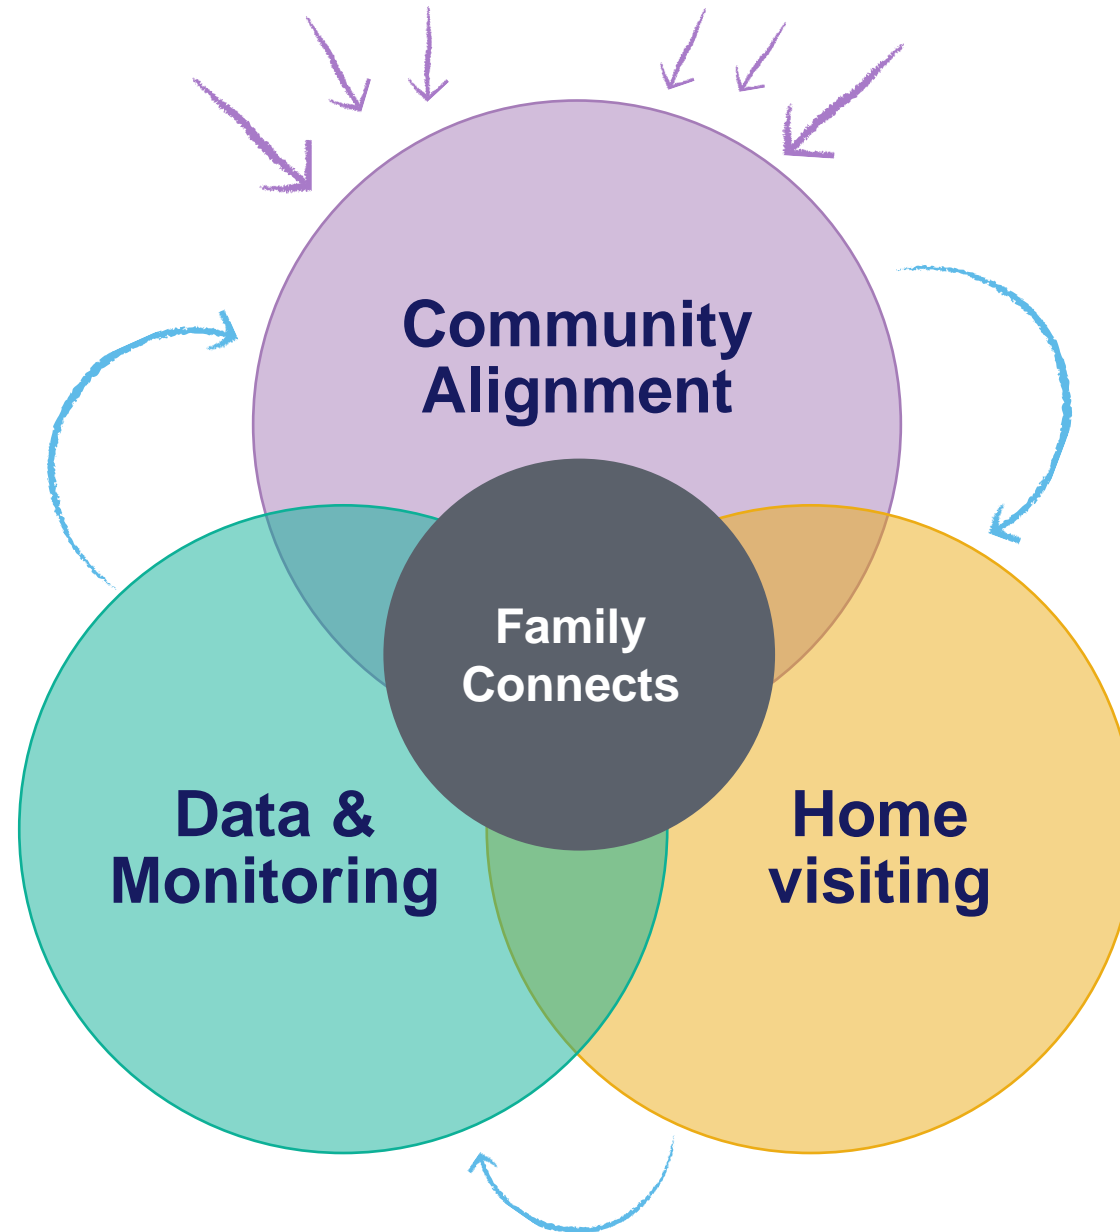 Community
Alignment
Family
Connects
Data &
Monitoring
Home
visiting